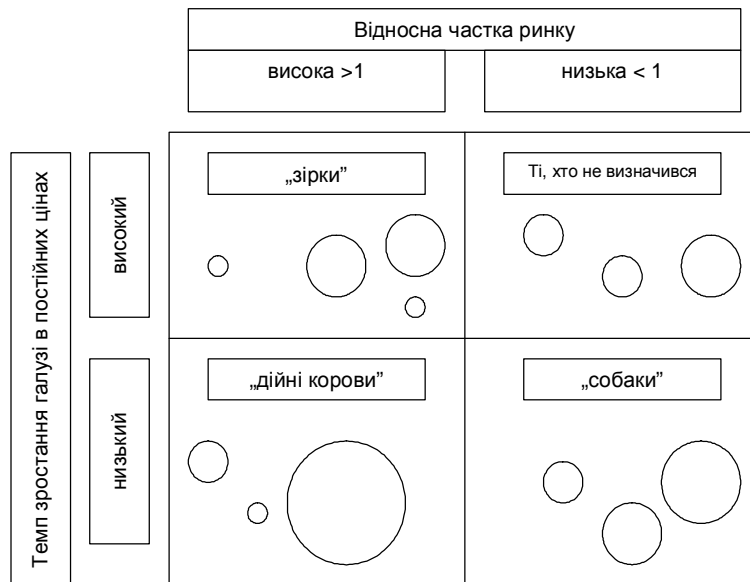 Відносна частка ринку
висока >1
низька < 1
Темп зростання галузі в постійних цінах
високий
„зірки”
Ті, хто не визначився
низький
„дійні корови”
„собаки”